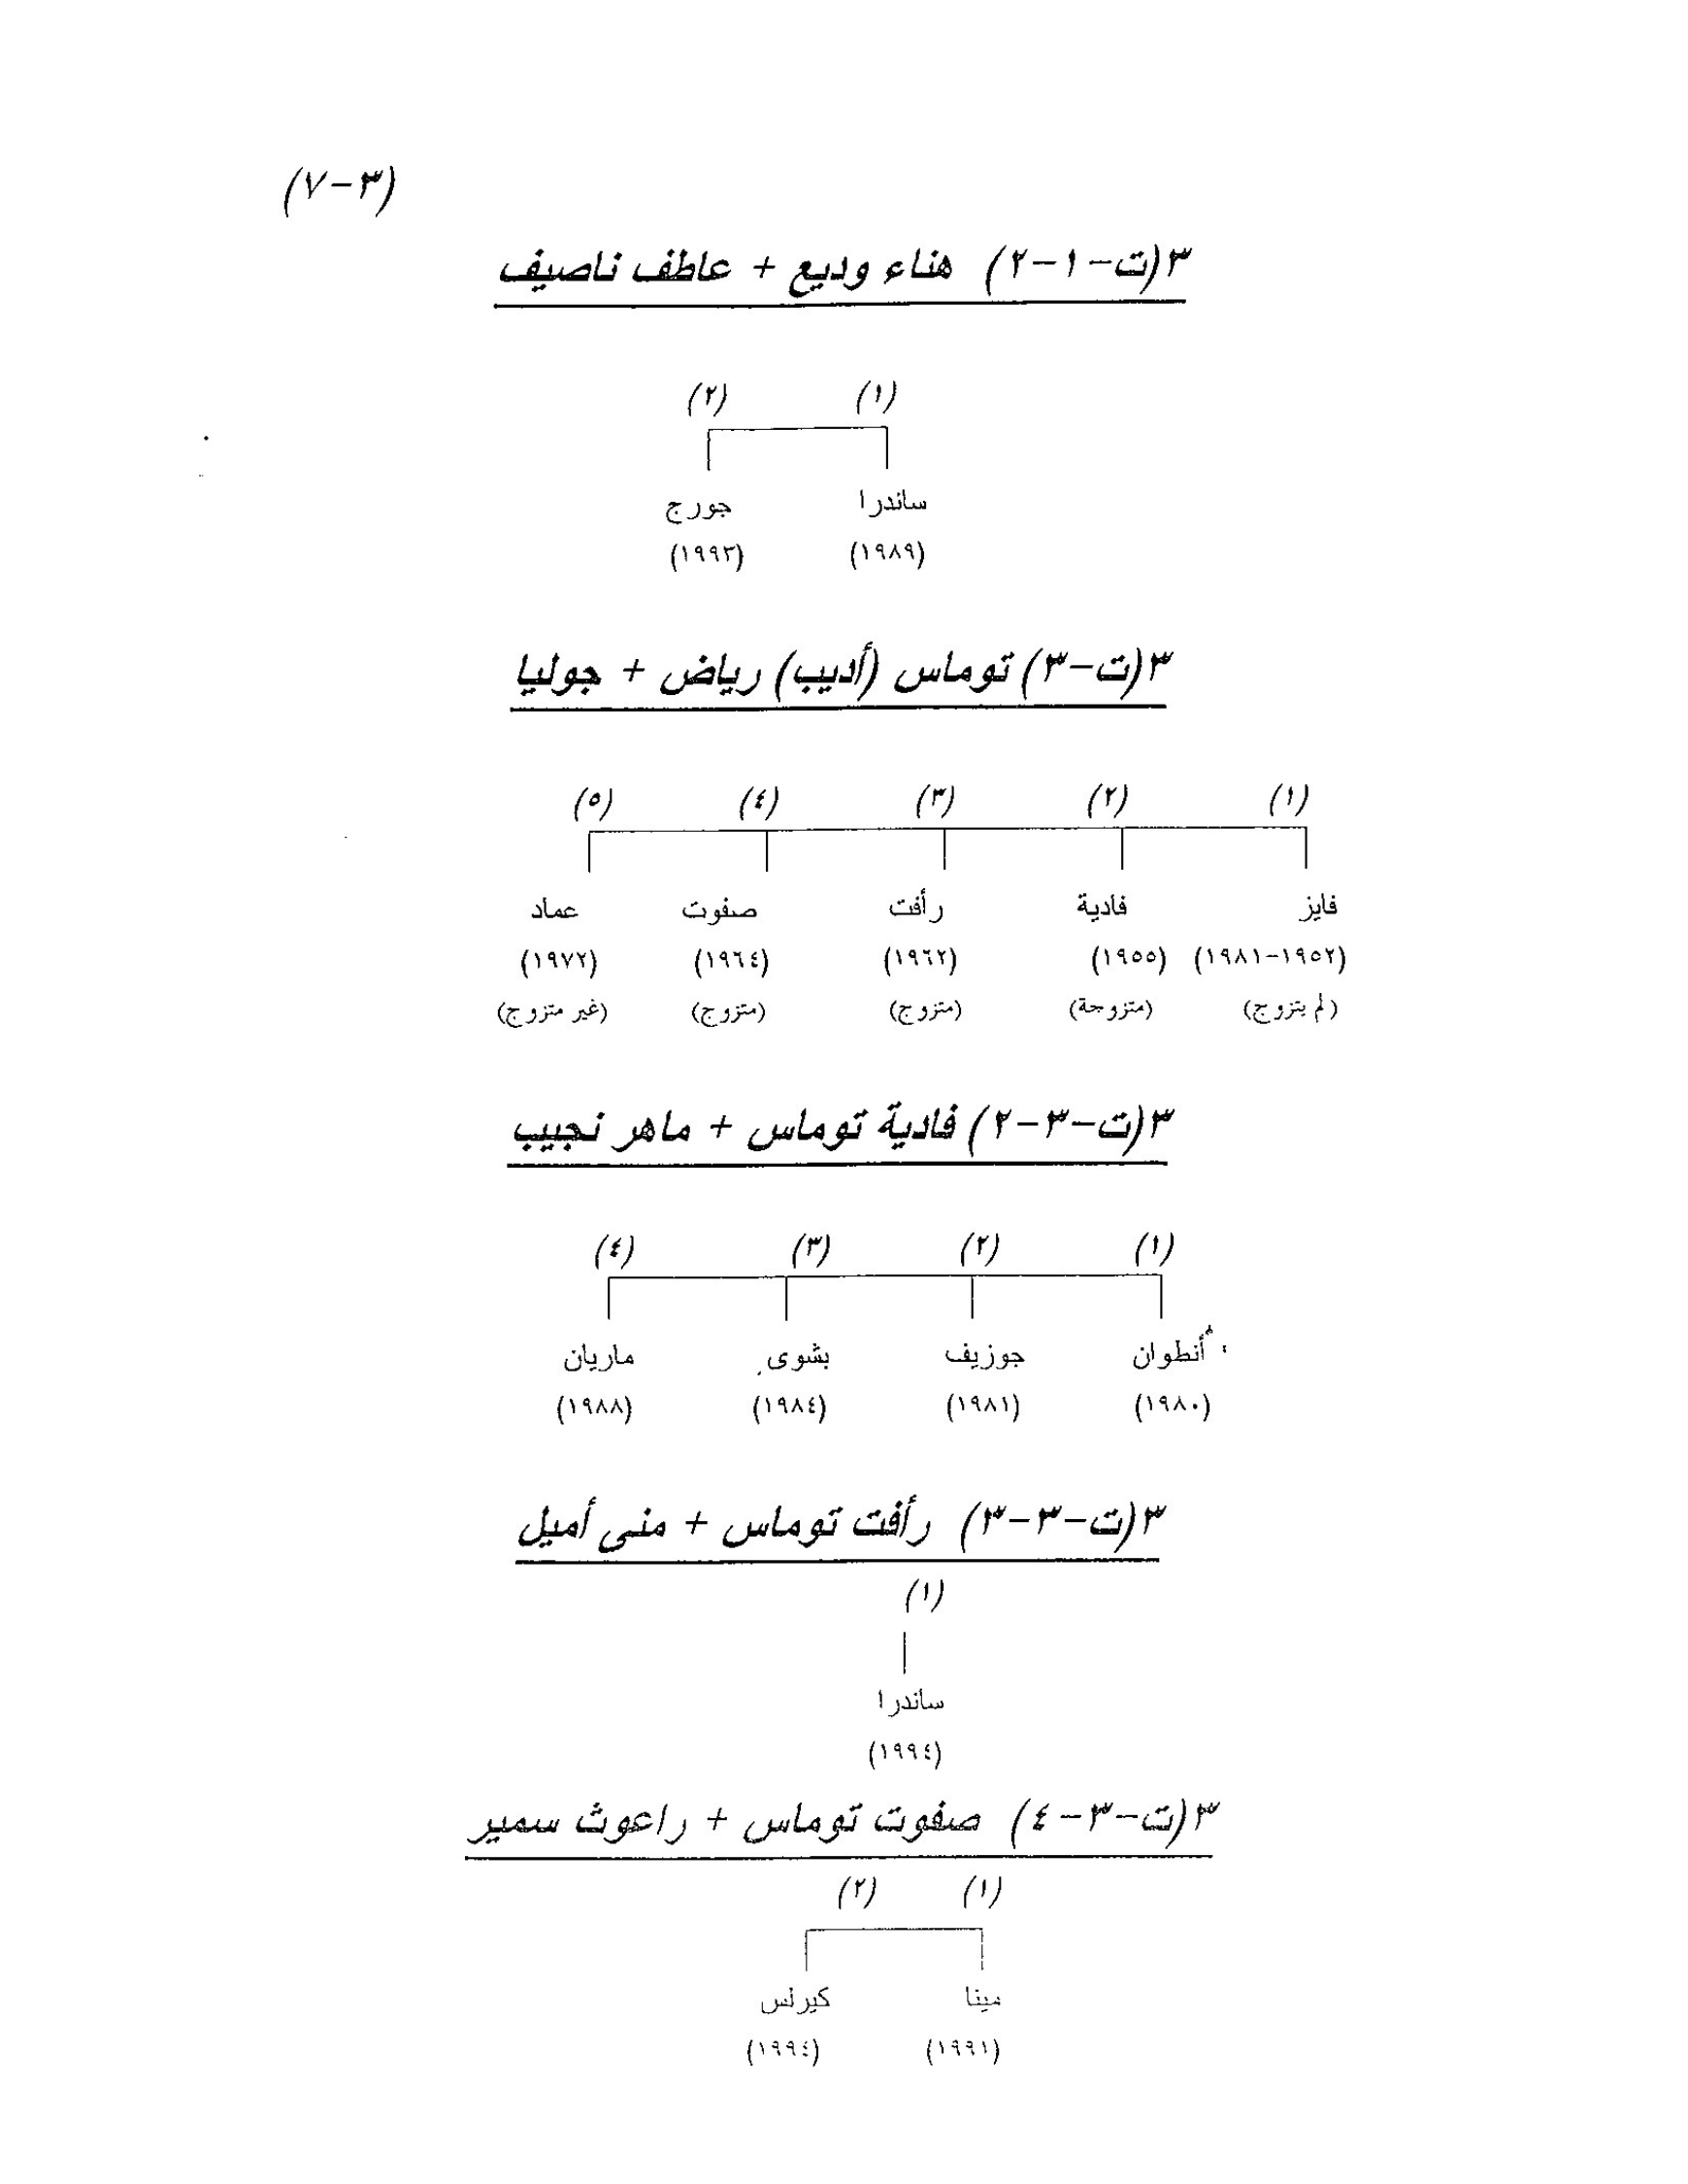 (٣-٧)
٣(ت-١-٢) هناء وديع + عاطف ناصيف
(١) (٢)
ساندرا جورج
(١٩٨٩) (١٩٩٣)
٣(ت-٣) توماس (أديب) رياض + جوليا
(١) (٢) (٣) (٤) (٥)
فايز فادية رأفت صفوت عماد
(١٩٥٢-١٩٨١) (١٩٥٥) (١٩٦٢) (١٩٦٤) (١٩٧٢)
(لم يتزوج) (متزوجة) (متزوج) (متزوج) (غير متزوج)
٣(ت-٣-٢) فادية توماس + ماهر نجيب
(١) (٢) (٣) (٤)
أنطوان جوزيف بشوى ماريان
(١٩٨٠) (١٩٨١) (١٩٨٤) (١٩٨٨)
٣(ت-٣-٣) رأفت توماس + منى أميل
(١)
ساندرا
(١٩٩٤)
٣(ت-٣-٤) صفوت توماس + راعوث سمير
(١) (٢)
مينا كيرلس
(١٩٩١) (١٩٩٤)